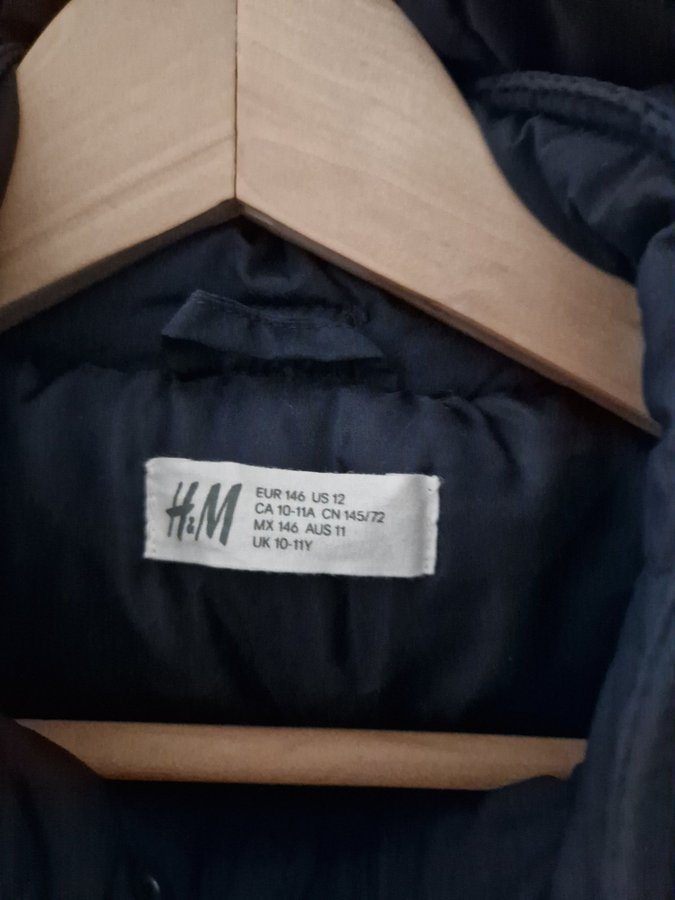 H&M
EUR 146 US 12
CA 10-11A CN 145/72
MX 146 AUS 11
UK 10-11Y